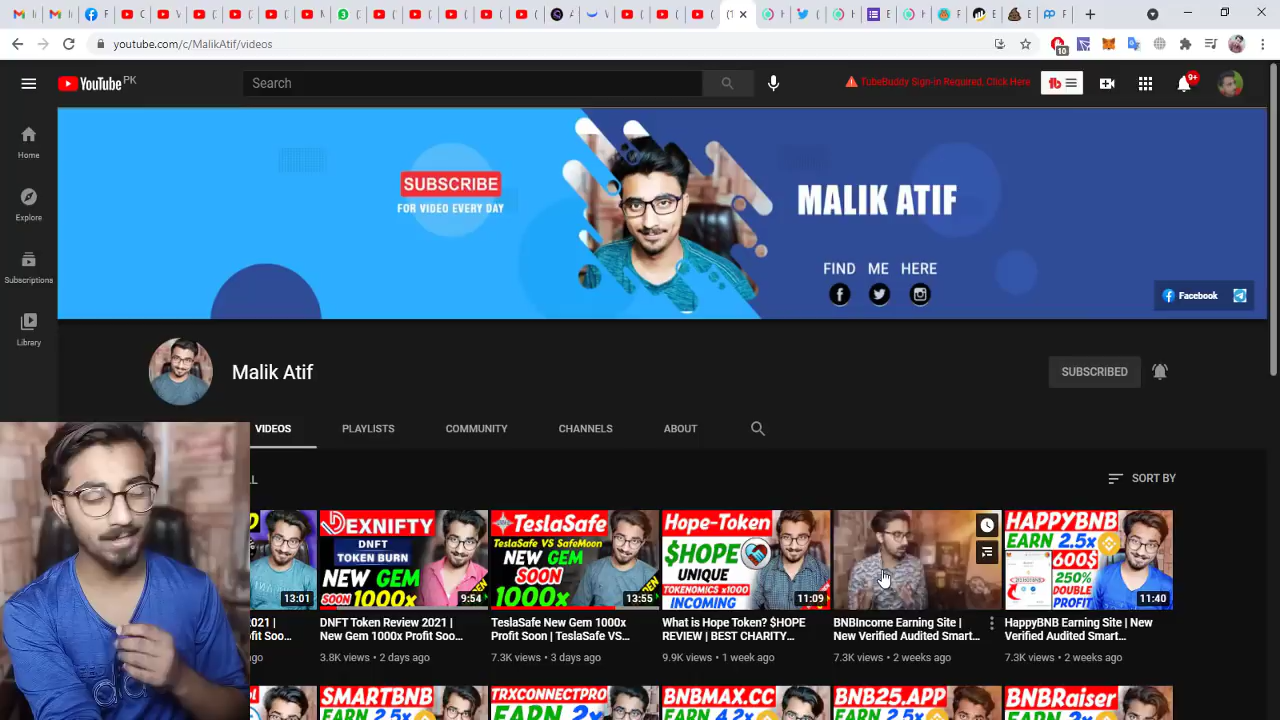 youtube.com/c/MalikAtif/videos
10
YouTube PK
Search
TubeBuddy Sign-in Required, Click Here
9+
Home
Explore
Subscriptions
Library
SUBSCRIBE
FOR VIDEO EVERY DAY
MALIK ATIF
FIND ME HERE
Facebook
Malik Atif
SUBSCRIBED
VIDEOS
PLAYLISTS
COMMUNITY
CHANNELS
ABOUT
SORT BY
13:01
DEXNIFTY
DNFT
TOKEN BURN
NEW GEM
SOON 1000x
9:54
TeslaSafe
TeslaSafe VS SafeMoon
NEW GEM
SOON
1000x
13:55
Hope-Token
$HOPE
UNIQUE
TOKENOMICS x1000
INCOMING
11:09
HAPPYBNB
EARN 2.5x
600$
250%
DOUBLE
PROFIT
11:40
2021 |
fit Soo...
ago
DNFT Token Review 2021 |
New Gem 1000x Profit Soo...
3.8K views • 2 days ago
TeslaSafe New Gem 1000x
Profit Soon | TeslaSafe VS...
7.3K views • 3 days ago
What is Hope Token? $HOPE
REVIEW | BEST CHARITY...
9.9K views • 1 week ago
BNBIncome Earning Site |
New Verified Audited Smart...
7.3K views • 2 weeks ago
HappyBNB Earning Site | New
Verified Audited Smart...
7.3K views • 2 weeks ago
SMARTBNB
EARN 2.5x
TRXCONNECTPRO
EARN 2x
BNBMAX.CC
EARN 4.2x
BNB25.APP
EARN 2.5x
BNBRaiser
EARN 2x